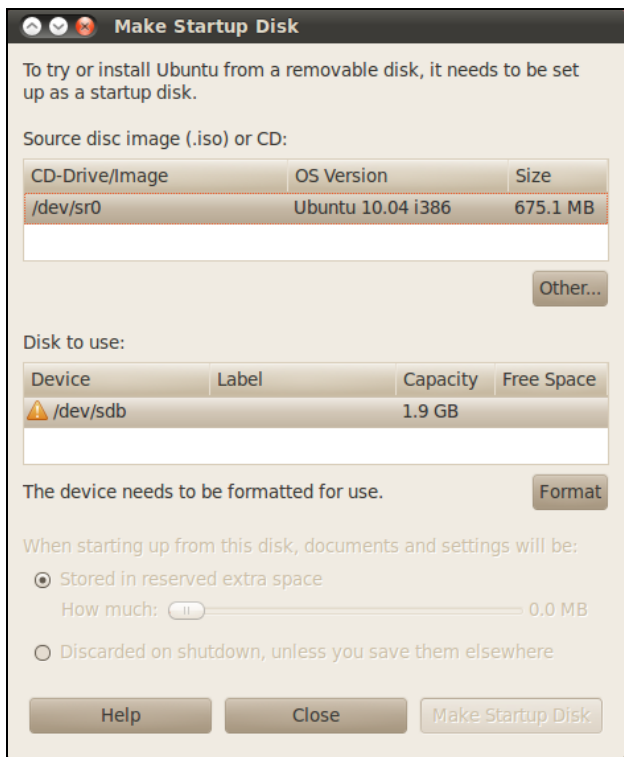 Make Startup Disk
To try or install Ubuntu from a removable disk, it needs to be set
up as a startup disk.
Source disc image (.iso) or CD:
CD-Drive/Image OS Version Size
/dev/sr0 Ubuntu 10.04 i386 675.1 MB
Other...
Disk to use:
Device Label Capacity Free Space
/dev/sdb 1.9 GB
The device needs to be formatted for use. Format
When starting up from this disk, documents and settings will be:
Stored in reserved extra space
How much: 0.0 MB
Discarded on shutdown, unless you save them elsewhere
Help Close Make Startup Disk